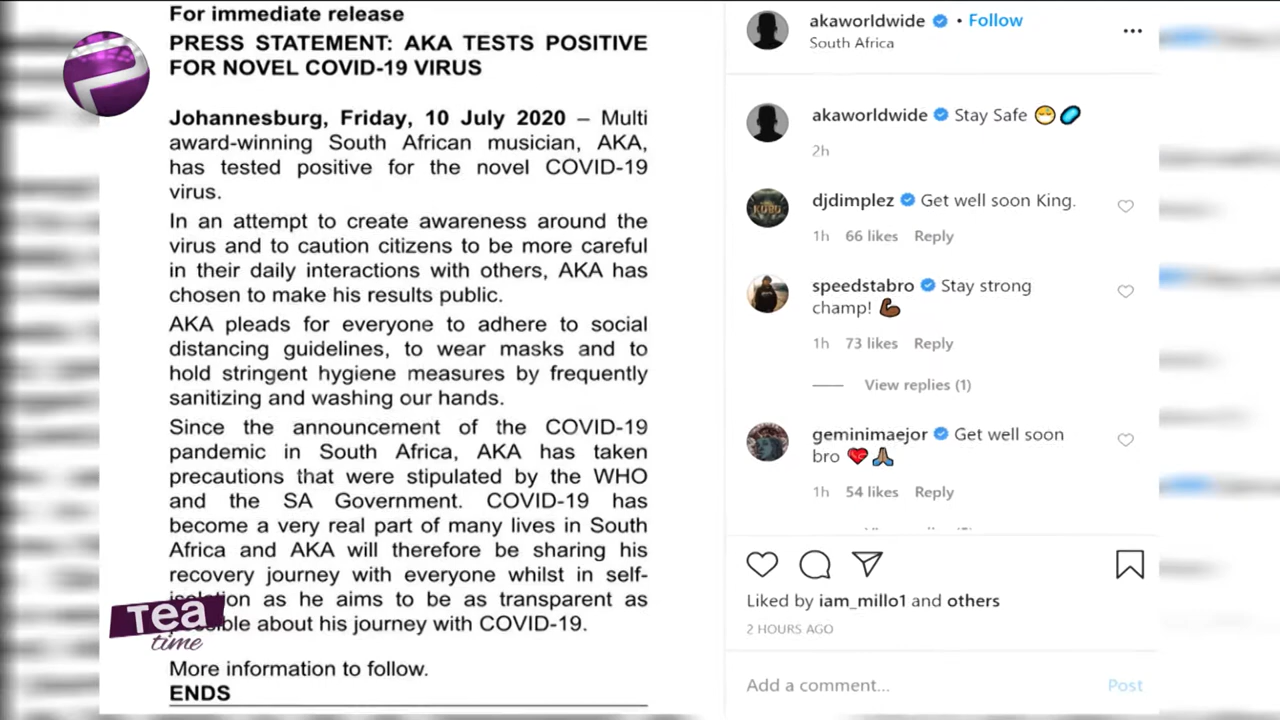 For immediate release
PRESS STATEMENT: AKA TESTS POSITIVE
FOR NOVEL COVID-19 VIRUS
Johannesburg, Friday, 10 July 2020 – Multi
award-winning South African musician, AKA,
has tested positive for the novel COVID-19
virus.
In an attempt to create awareness around the
virus and to caution citizens to be more careful
in their daily interactions with others, AKA has
chosen to make his results public.
AKA pleads for everyone to adhere to social
distancing guidelines, to wear masks and to
hold stringent hygiene measures by frequently
sanitizing and washing our hands.
Since the announcement of the COVID-19
pandemic in South Africa, AKA has taken
precautions that were stipulated by the WHO
and the SA Government. COVID-19 has
become a very real part of many lives in South
Africa and AKA will therefore be sharing his
recovery journey with everyone whilst in self-
as he aims to be as transparent as
about his journey with COVID-19.
More information to follow.
ENDS
Tea
time
akaworldwide • Follow
South Africa
akaworldwide Stay Safe 😷🧼
2h
djdimplez Get well soon King.
1h 66 likes Reply
speedstabro Stay strong
champ! 💪🏾
1h 73 likes Reply
View replies (1)
geminimaejor Get well soon
bro ❤️🙏🏽
1h 54 likes Reply
Liked by iam_millo1 and others
2 HOURS AGO
Add a comment... Post